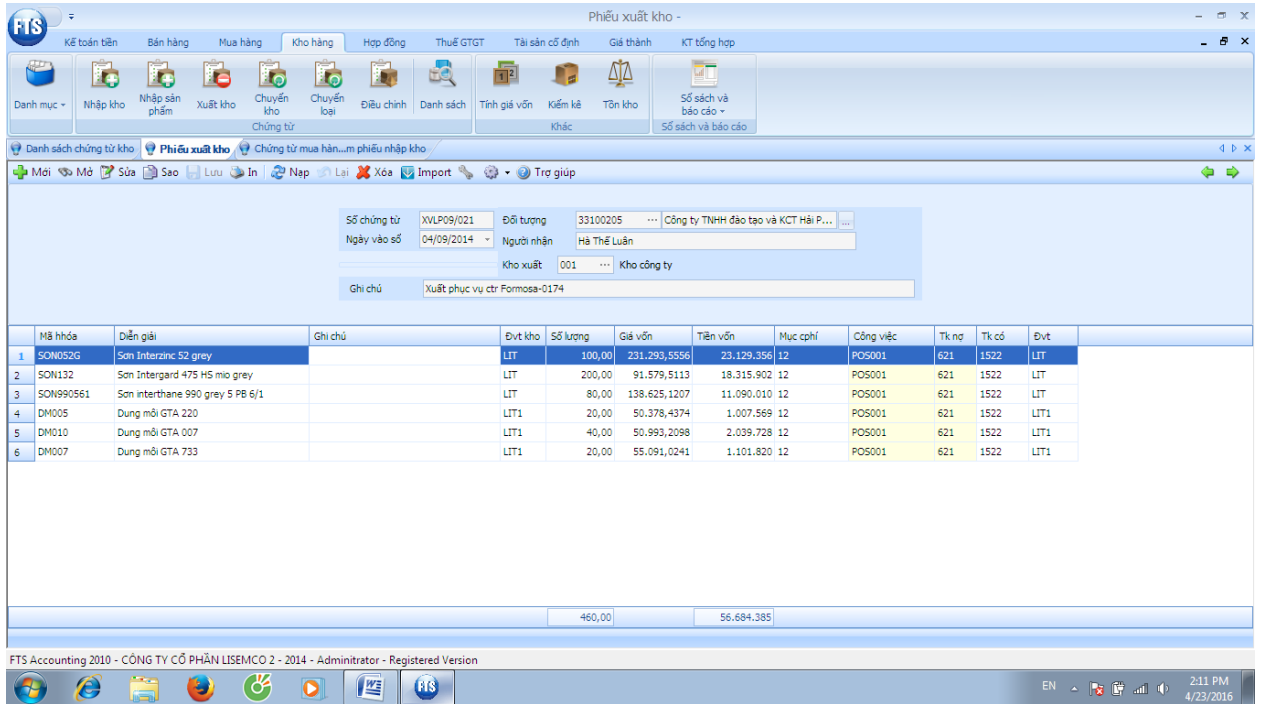 FTS Phiếu xuất kho -
Kế toán tiền Bán hàng Mua hàng Kho hàng Hợp đồng Thuế GTGT Tài sản cố định Giá thành KT tổng hợp
Danh mục Nhập kho Nhập sản phẩm Xuất kho Chuyển kho Chuyển loại Điều chỉnh Danh sách Tính giá vốn Kiểm kê Tồn kho Sổ sách và báo cáo
Chứng từ Khác Sổ sách và báo cáo
Danh sách chứng từ kho Phiếu xuất kho Chứng từ mua hàn...m phiếu nhập kho
Mới Mở Sửa Sao Lưu In Nạp Lại Xóa Import Trợ giúp
Số chứng từ XVLP09/021 Đối tượng 33100205 ... Công ty TNHH đào tạo và KCT Hải P... ...
Ngày vào sổ 04/09/2014 Người nhận Hà Thế Luân
Kho xuất 001 ... Kho công ty
Ghi chú Xuất phục vụ ctr Formosa-0174
Mã hhóa Diễn giải Ghi chú Đvt kho Số lượng Giá vốn Tiền vốn Mục cphí Công việc Tk nợ Tk có Đvt
1 SON052G Sơn Interzinc 52 grey LIT 100,00 231.293,5556 23.129.356 12 POS001 621 1522 LIT
2 SON132 Sơn Intergard 475 HS mio grey LIT 200,00 91.579,5113 18.315.902 12 POS001 621 1522 LIT
3 SON990561 Sơn interthane 990 grey 5 PB 6/1 LIT 80,00 138.625,1207 11.090.010 12 POS001 621 1522 LIT
4 DM005 Dung môi GTA 220 LIT1 20,00 50.378,4374 1.007.569 12 POS001 621 1522 LIT1
5 DM010 Dung môi GTA 007 LIT1 40,00 50.993,2098 2.039.728 12 POS001 621 1522 LIT1
6 DM007 Dung môi GTA 733 LIT1 20,00 55.091,0241 1.101.820 12 POS001 621 1522 LIT1
460,00 56.684.385
FTS Accounting 2010 - CÔNG TY CỔ PHẦN LISEMCO 2 - 2014 - Adminitrator - Registered Version
EN 2:11 PM
4/23/2016